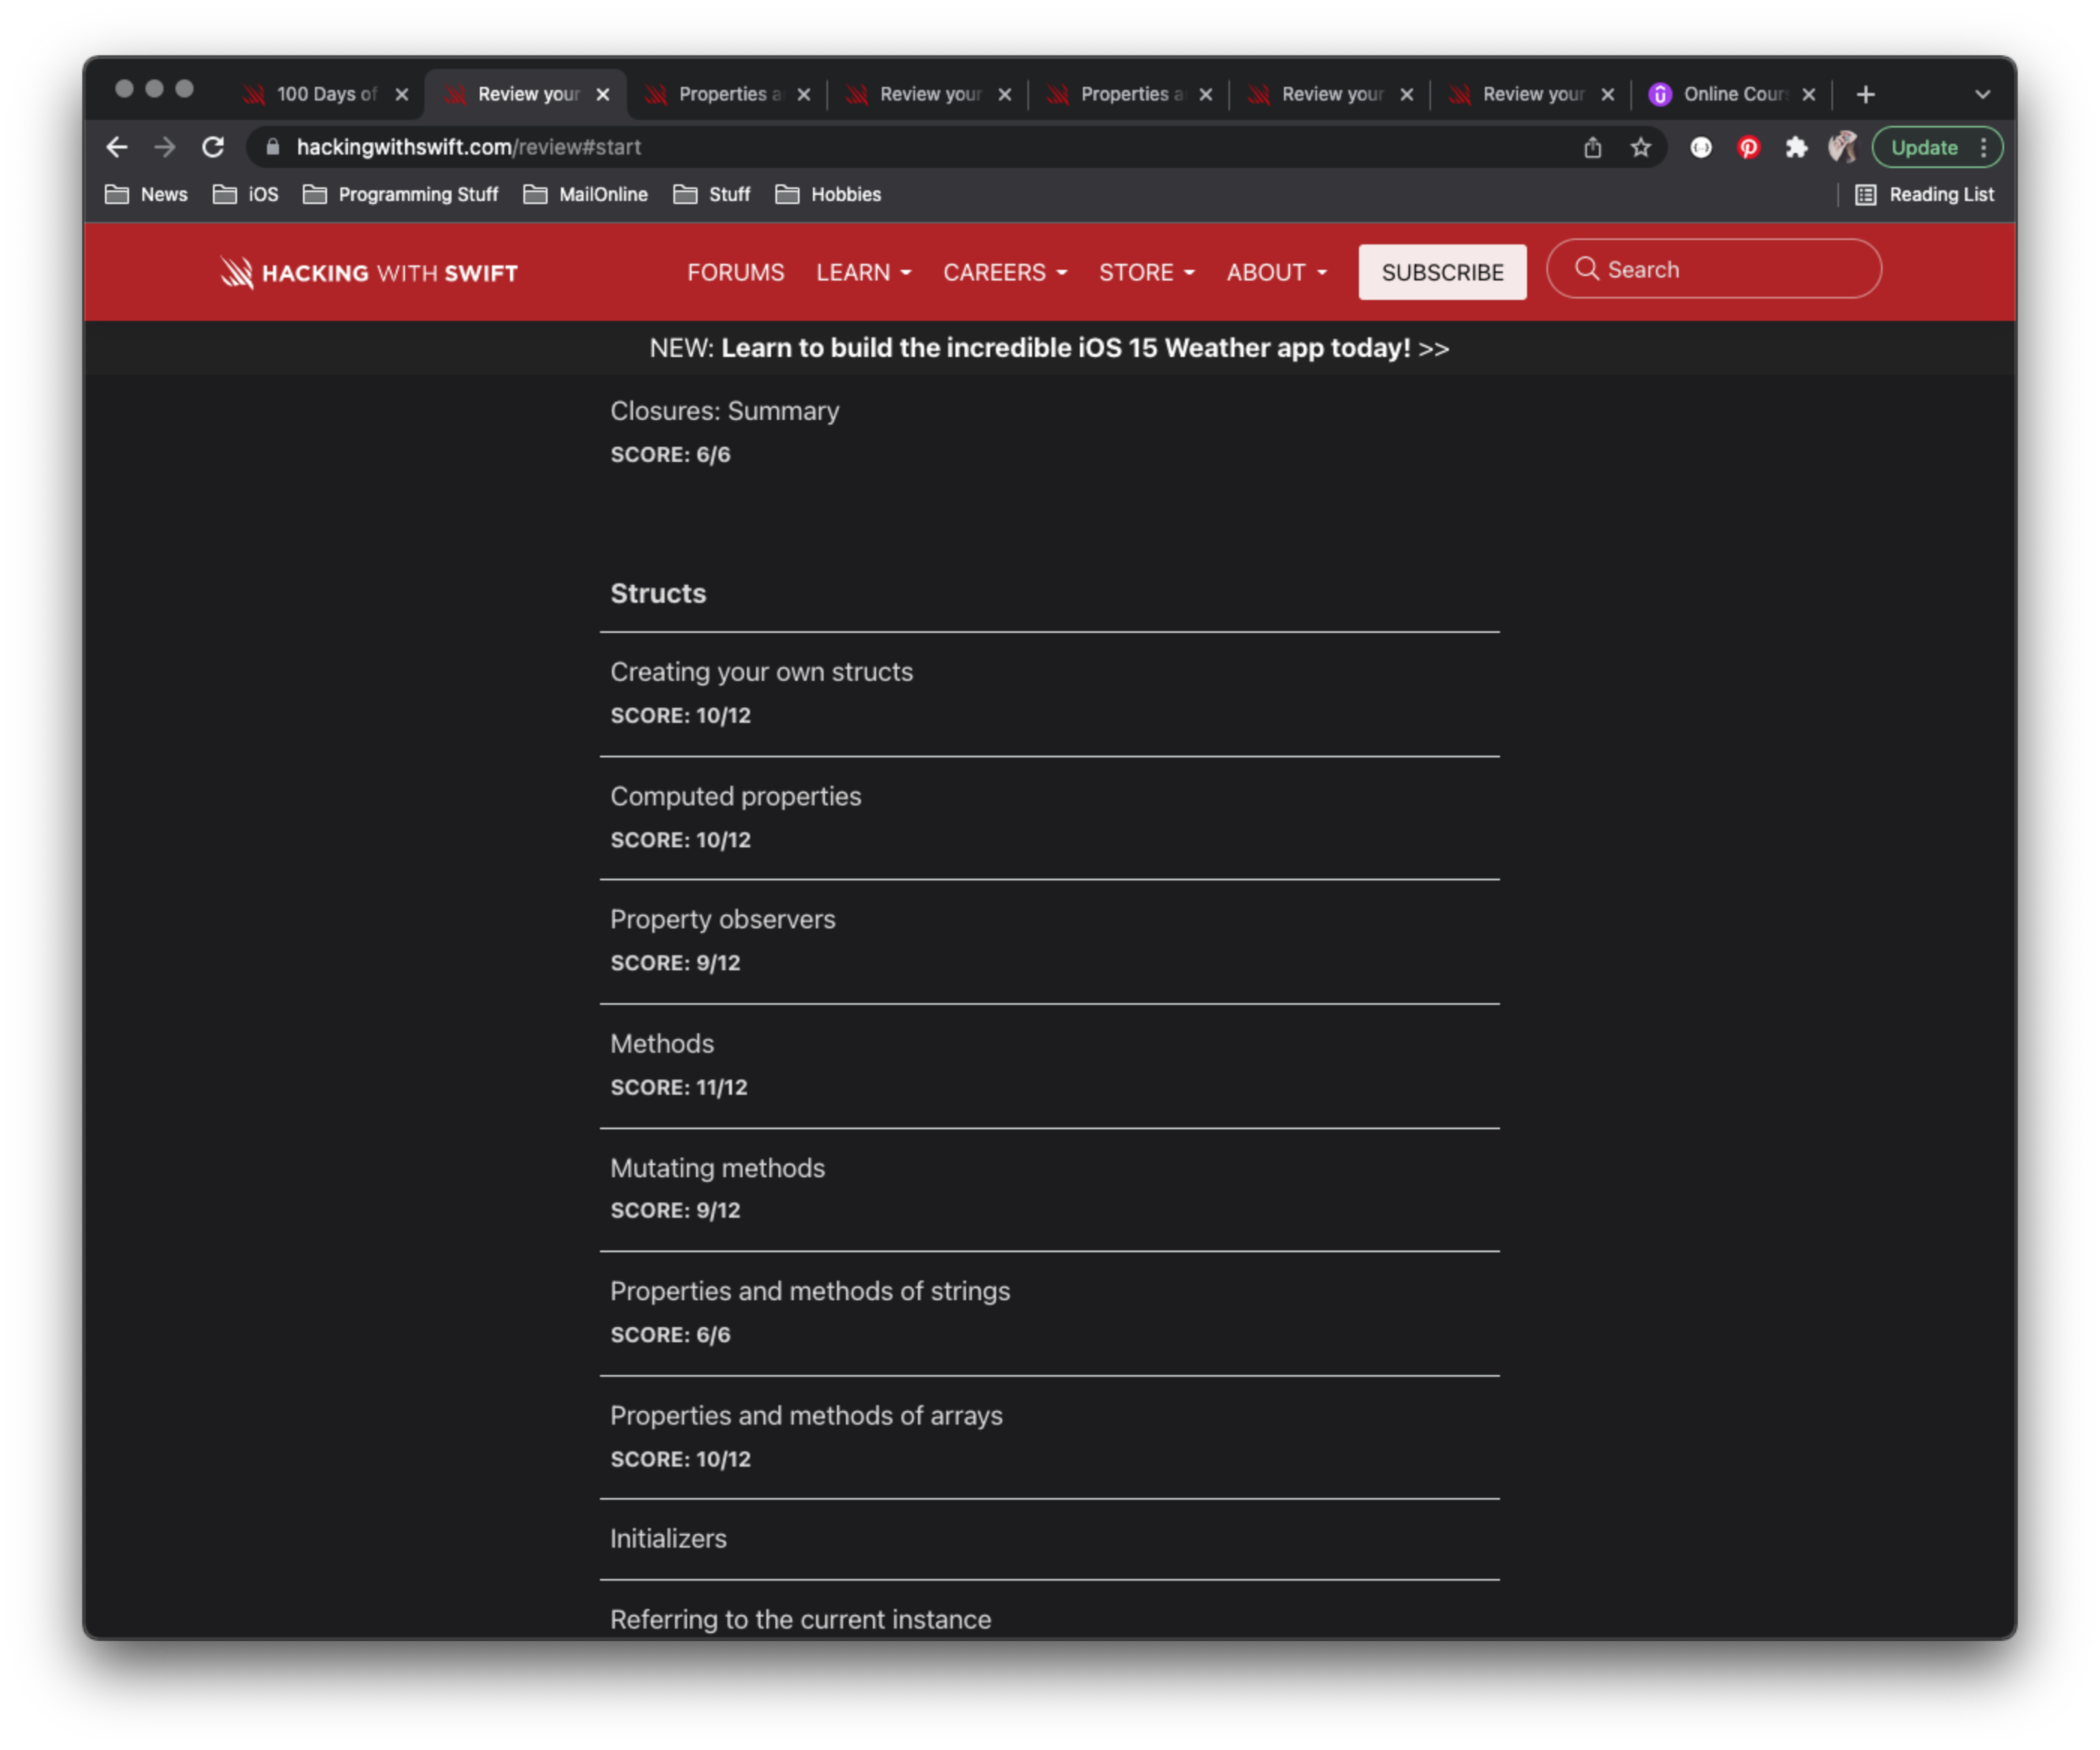 100 Days of
Review your
Properties a
Review your
Properties a
Review your
Review your
Online Cour
hackingwithswift.com/review#start
Update
News
iOS
Programming Stuff
MailOnline
Stuff
Hobbies
Reading List
HACKING WITH SWIFT
FORUMS
LEARN
CAREERS
STORE
ABOUT
SUBSCRIBE
Search
NEW: Learn to build the incredible iOS 15 Weather app today! >>
Closures: Summary
SCORE: 6/6
Structs
Creating your own structs
SCORE: 10/12
Computed properties
SCORE: 10/12
Property observers
SCORE: 9/12
Methods
SCORE: 11/12
Mutating methods
SCORE: 9/12
Properties and methods of strings
SCORE: 6/6
Properties and methods of arrays
SCORE: 10/12
Initializers
Referring to the current instance